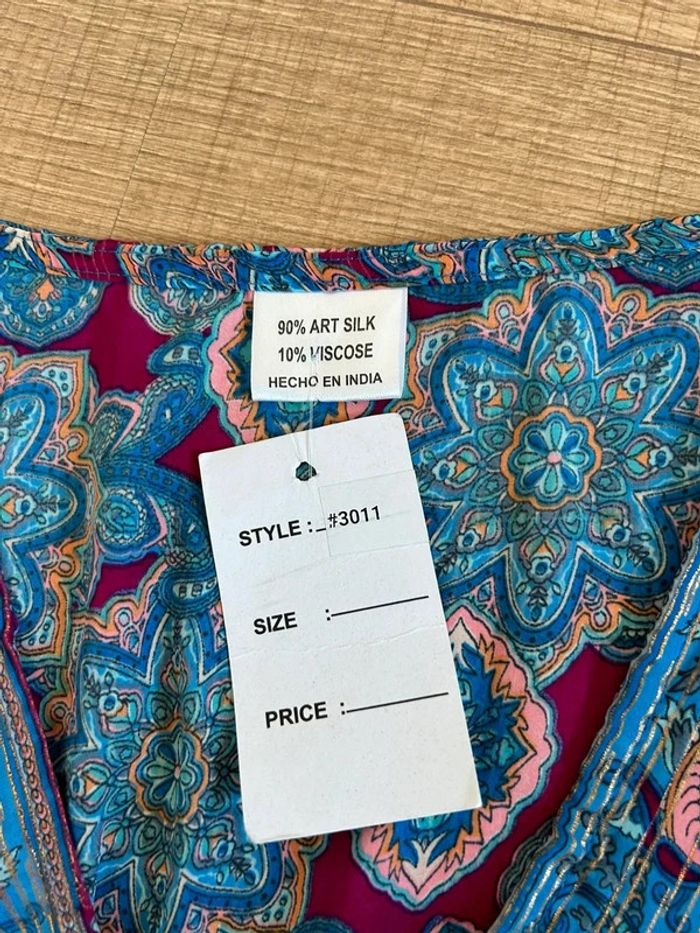 90% ART SILK
10% VISCOSE
HECHO EN INDIA
STYLE : #3011
SIZE :
PRICE :